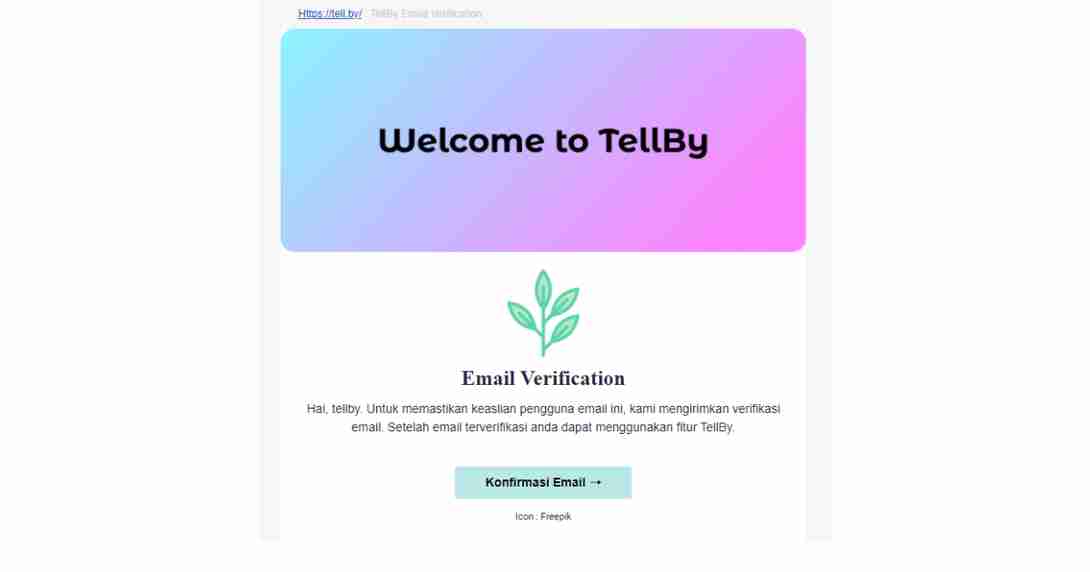 Https://tell.by/ TellBy Email Verification
Welcome to TellBy
Email Verification
Hai, tellby. Untuk memastikan keaslian pengguna email ini, kami mengirimkan verifikasi
email. Setelah email terverifikasi anda dapat menggunakan fitur TellBy.
Konfirmasi Email →
Icon : Freepik